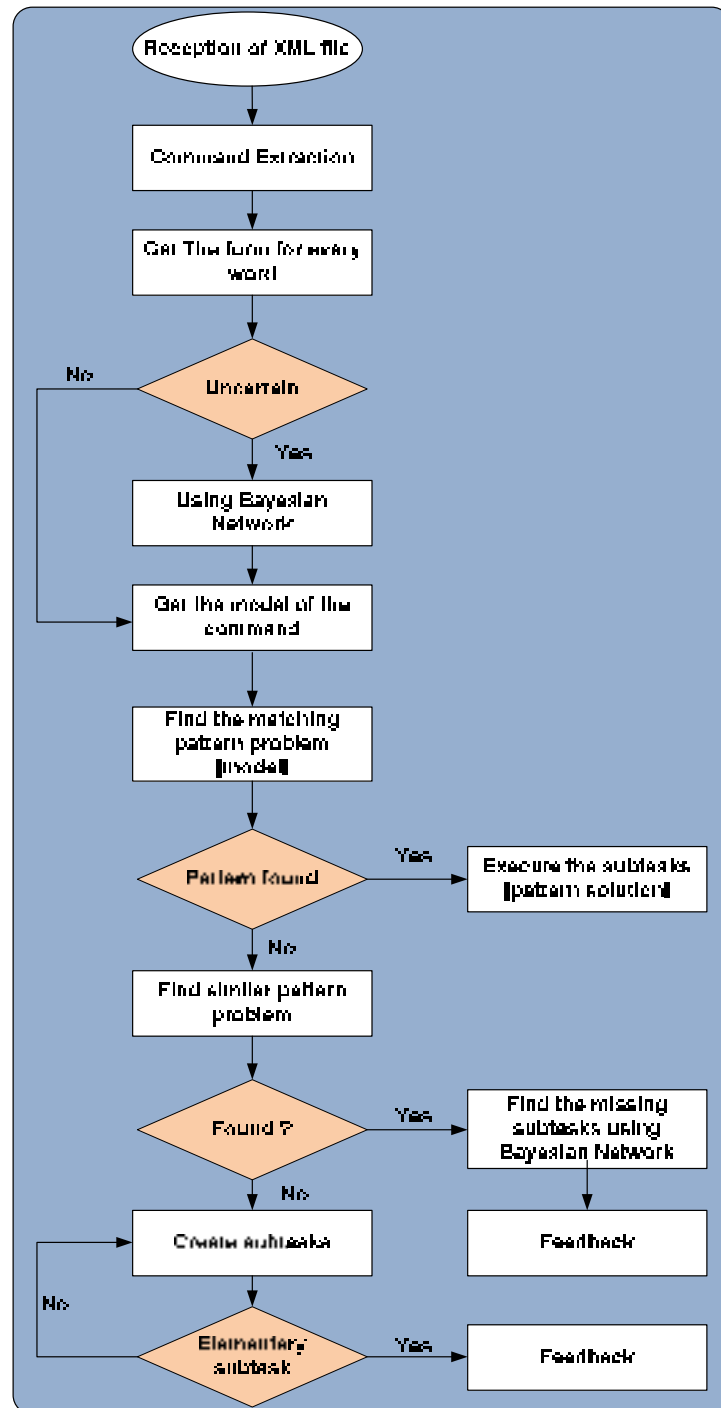 Reception of XML file
Command Extraction
Get The form for every
word
No
Uncertain
Yes
Using Bayesian
Network
Get the model of the
command
Find the matching
pattern problem
[model]
Pattern found
Yes
Execute the subtasks
[pattern solution]
No
Find similar pattern
problem
Found ?
Yes
Find the missing
subtasks using
Bayesian Network
No
Create subtasks
Feedback
No
Elementary
subtask
Yes
Feedback